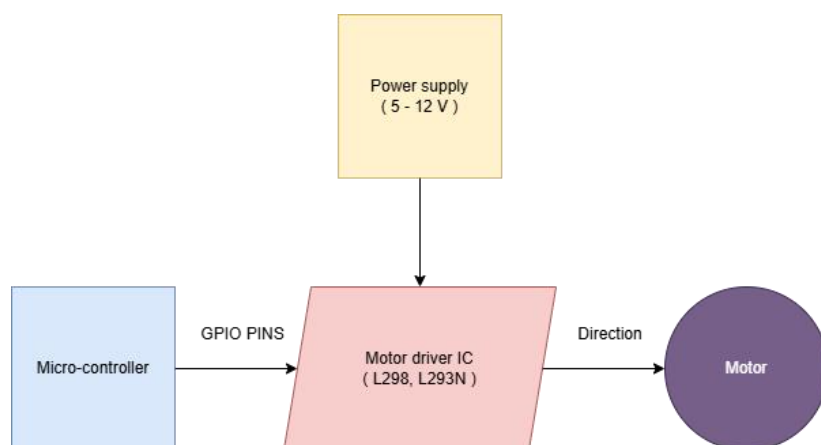 Power supply
( 5 - 12 V )
Micro-controller
GPIO PINS
Motor driver IC
( L298, L293N )
Direction
Motor